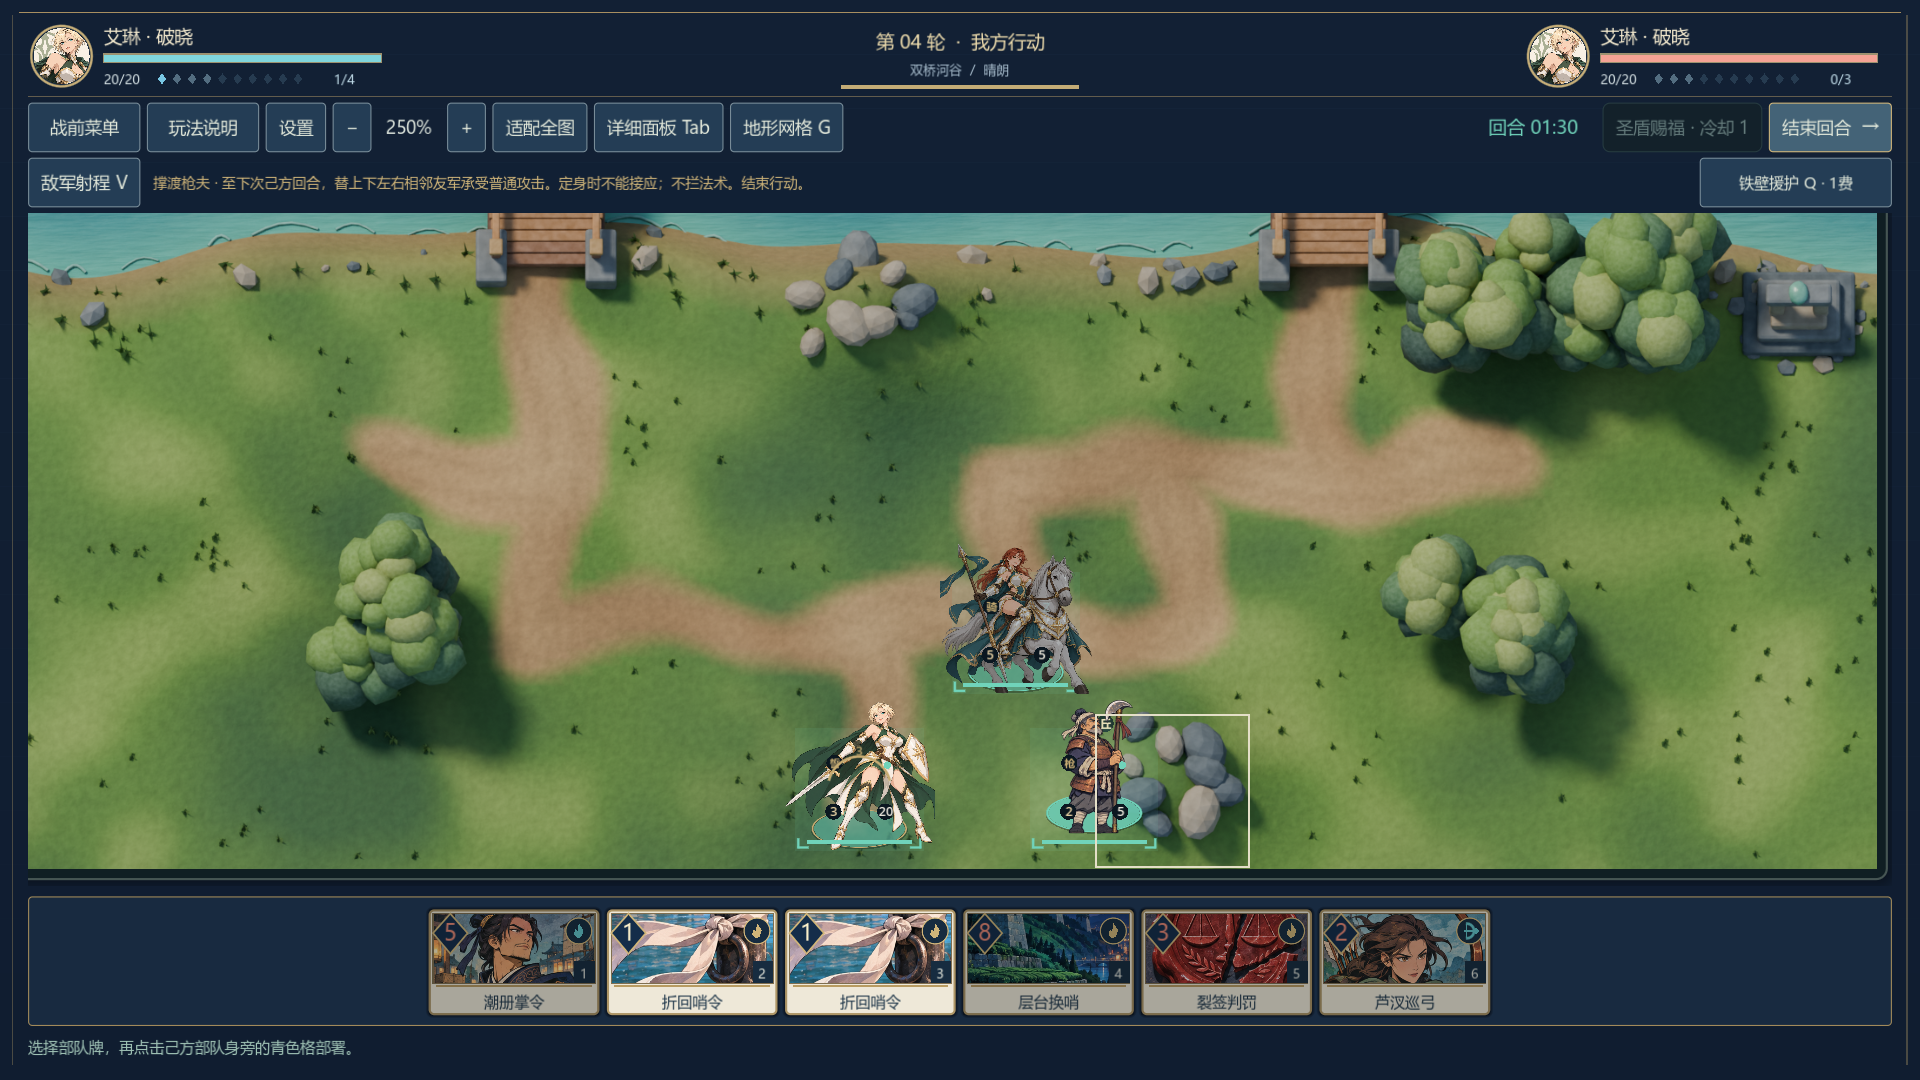 艾琳 · 破晓
20/20
1/4
第 04 轮 · 我方行动
双桥河谷 / 晴朗
艾琳 · 破晓
20/20
0/3
战前菜单
玩法说明
设置
−
250%
+
适配全图
详细面板 Tab
地形网格 G
回合 01:30
圣盾赐福 · 冷却 1
结束回合 →
敌军射程 V
撑渡枪夫 · 至下次己方回合，替上下左右相邻友军承受普通攻击。定身时不能接应；不拦法术。结束行动。
铁壁援护 Q · 1费
骑
5
5
3
20
丘
枪
2
5
5
1
潮册掌令
1
2
折回哨令
1
3
折回哨令
8
4
层台换哨
3
5
裂签判罚
2
6
芦汊巡弓
选择部队牌，再点击己方部队身旁的青色格部署。